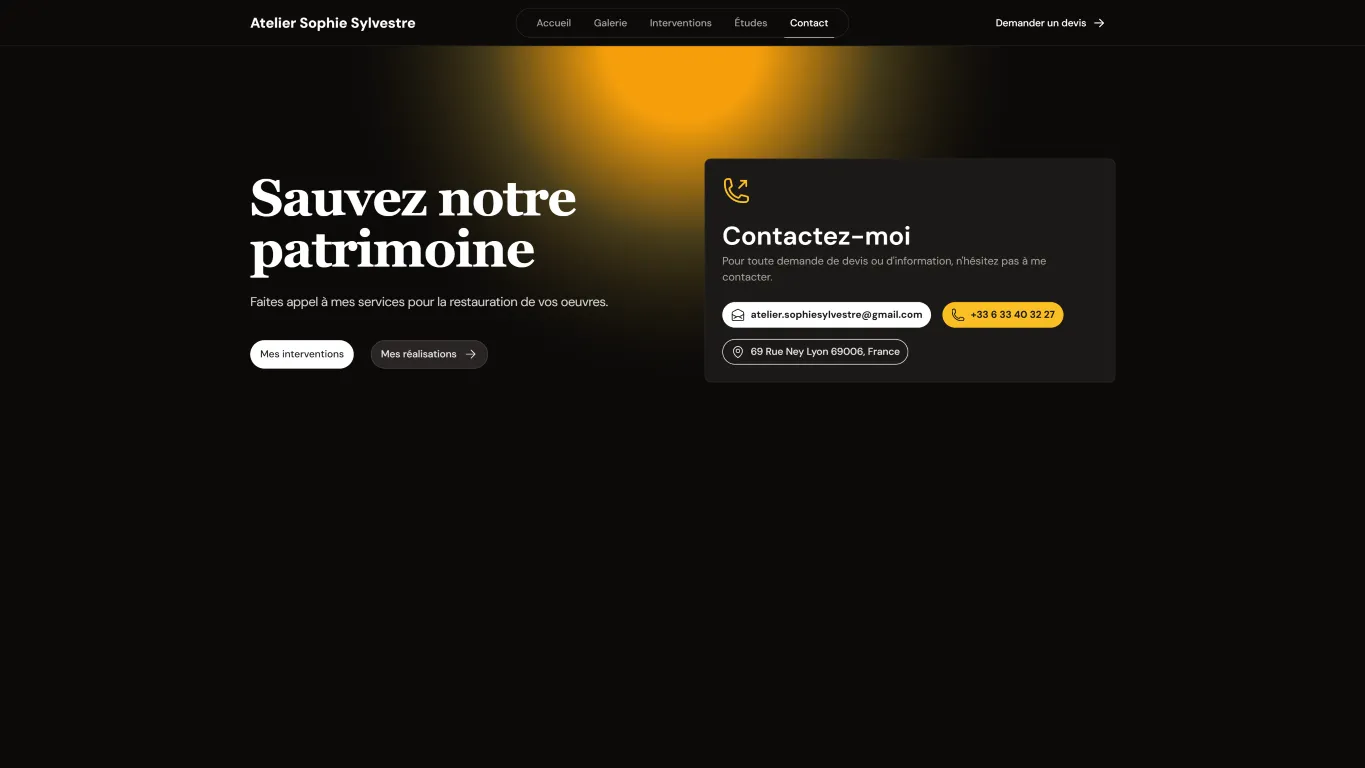 Atelier Sophie Sylvestre
Accueil
Galerie
Interventions
Études
Contact
Demander un devis
Sauvez notre
patrimoine
Faites appel à mes services pour la restauration de vos oeuvres.
Mes interventions
Mes réalisations
Contactez-moi
Pour toute demande de devis ou d'information, n'hésitez pas à me
contacter.
atelier.sophiesylvestre@gmail.com
+33 6 33 40 32 27
69 Rue Ney Lyon 69006, France